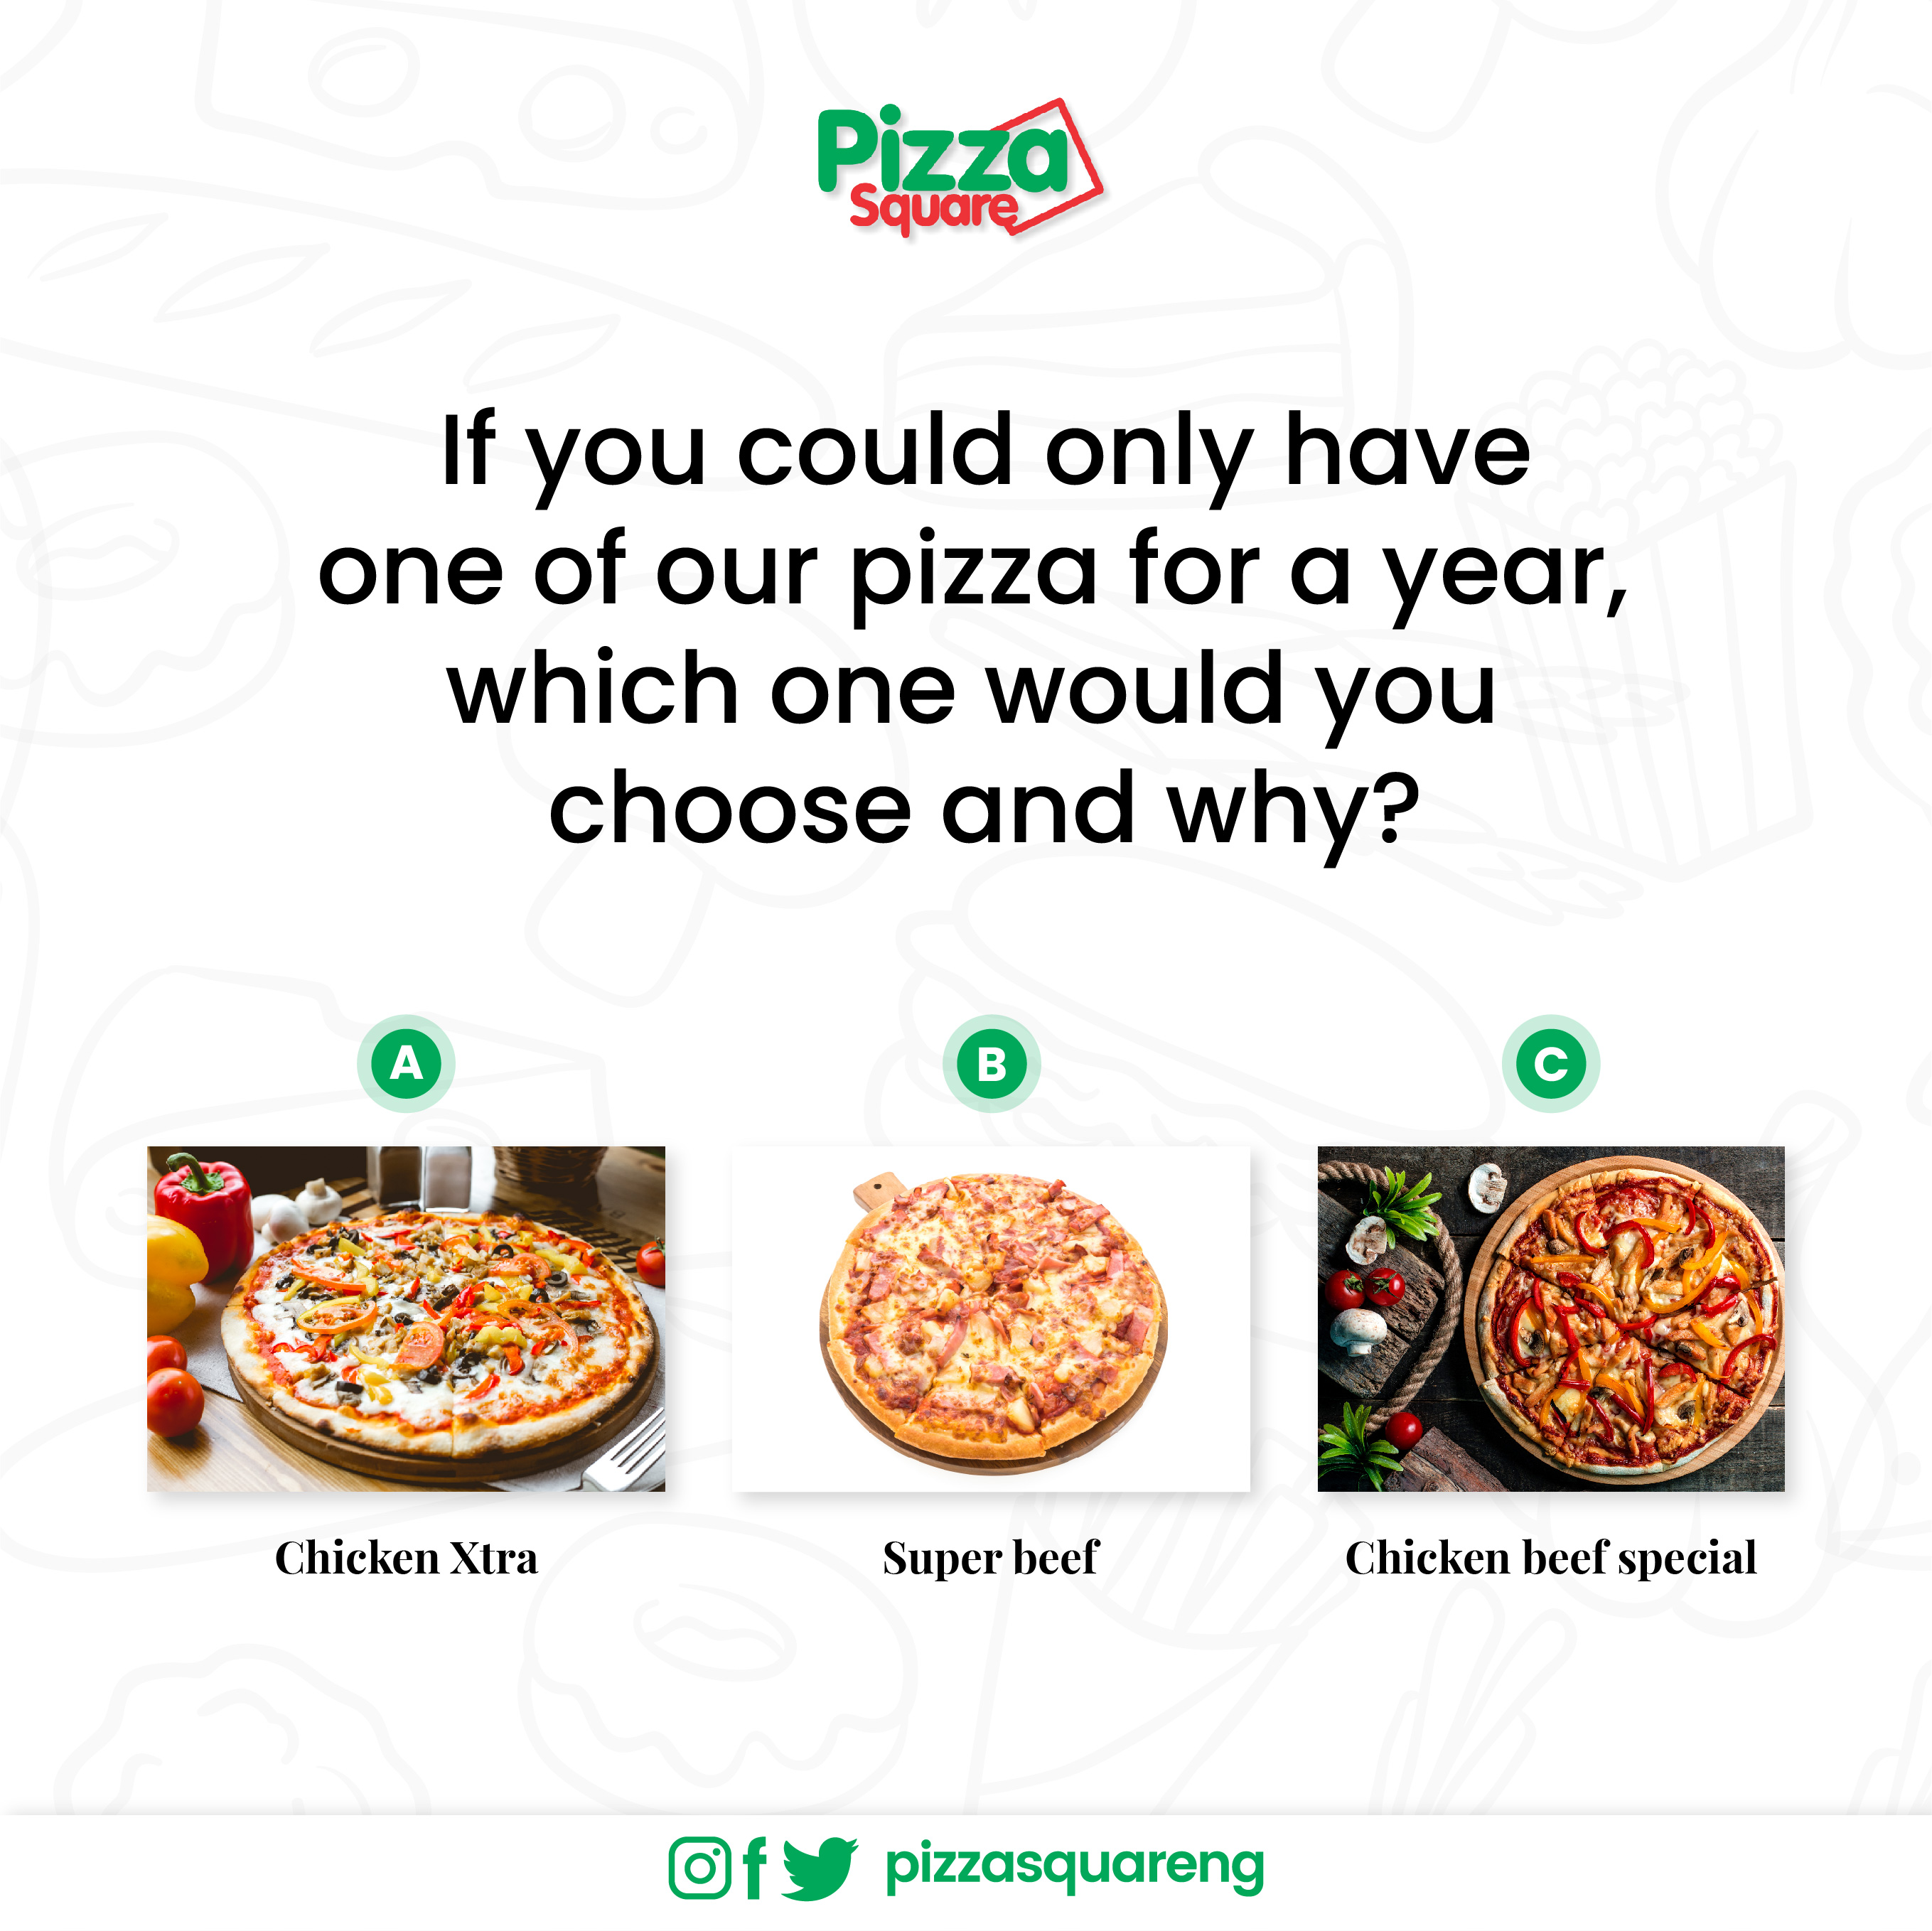 Pizza
Square
If you could only have
one of our pizza for a year,
which one would you
choose and why?
A
B
C
Chicken Xtra
Super beef
Chicken beef special
pizzasquareng